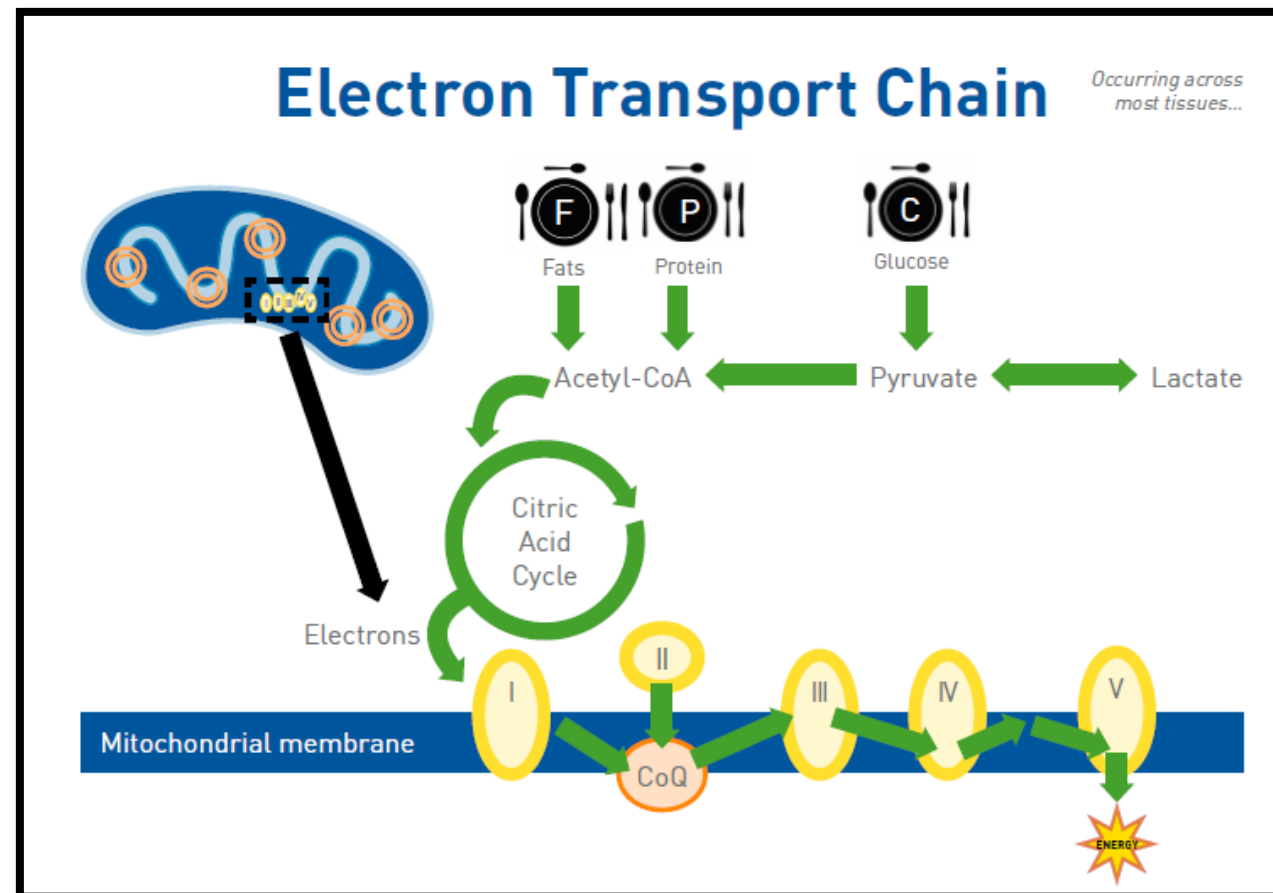 Electron Transport Chain
Occurring across
most tissues...
F
P
C
Fats
Protein
Glucose
Acetyl-CoA
Pyruvate
Lactate
Citric
Acid
Cycle
Electrons
I
II
III
IV
V
Mitochondrial membrane
CoQ
ENERGY